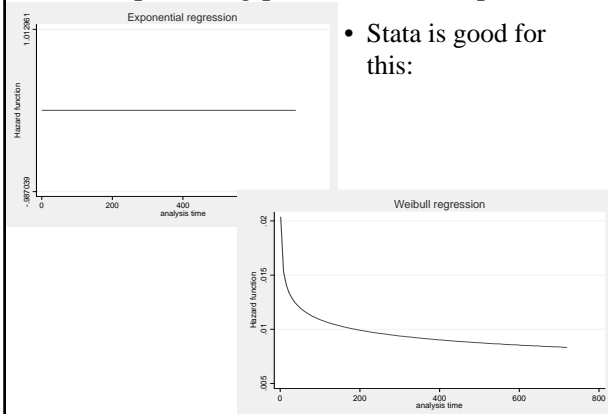 Exponential regression
1.012961
Hazard function
-.987039
0 200 400
analysis time
• Stata is good for
this:
Weibull regression
.02
.015
Hazard function
.01
.005
0 200 400 600 800
analysis time